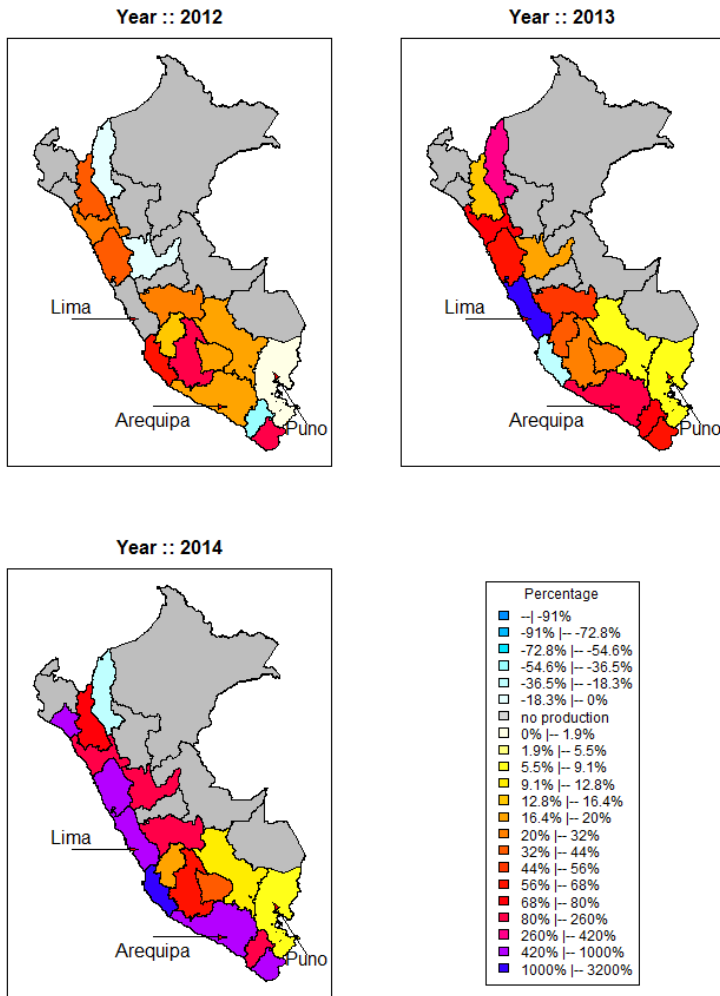 Year :: 2012
Year :: 2013
Lima
Arequipa
Puno
Lima
Arequipa
Puno
Year :: 2014
Lima
Arequipa
Puno
Percentage
--| -91%
-91% |-- -72.8%
-72.8% |-- -54.6%
-54.6% |-- -36.5%
-36.5% |-- -18.3%
-18.3% |-- 0%
no production
0% |-- 1.9%
1.9% |-- 5.5%
5.5% |-- 9.1%
9.1% |-- 12.8%
12.8% |-- 16.4%
16.4% |-- 20%
20% |-- 32%
32% |-- 44%
44% |-- 56%
56% |-- 68%
68% |-- 80%
80% |-- 260%
260% |-- 420%
420% |-- 1000%
1000% |-- 3200%